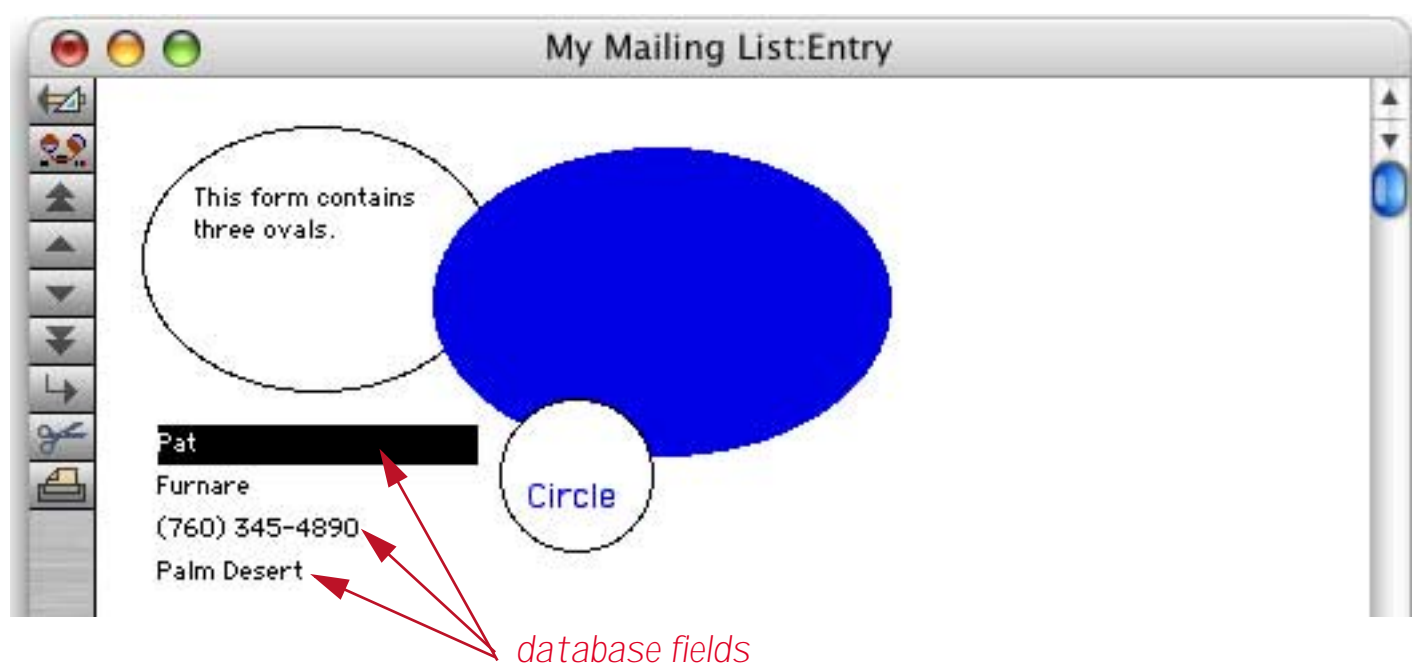 My Mailing List:Entry
This form contains
three ovals.
Pat
Furnare
(760) 345-4890
Palm Desert
Circle
database fields